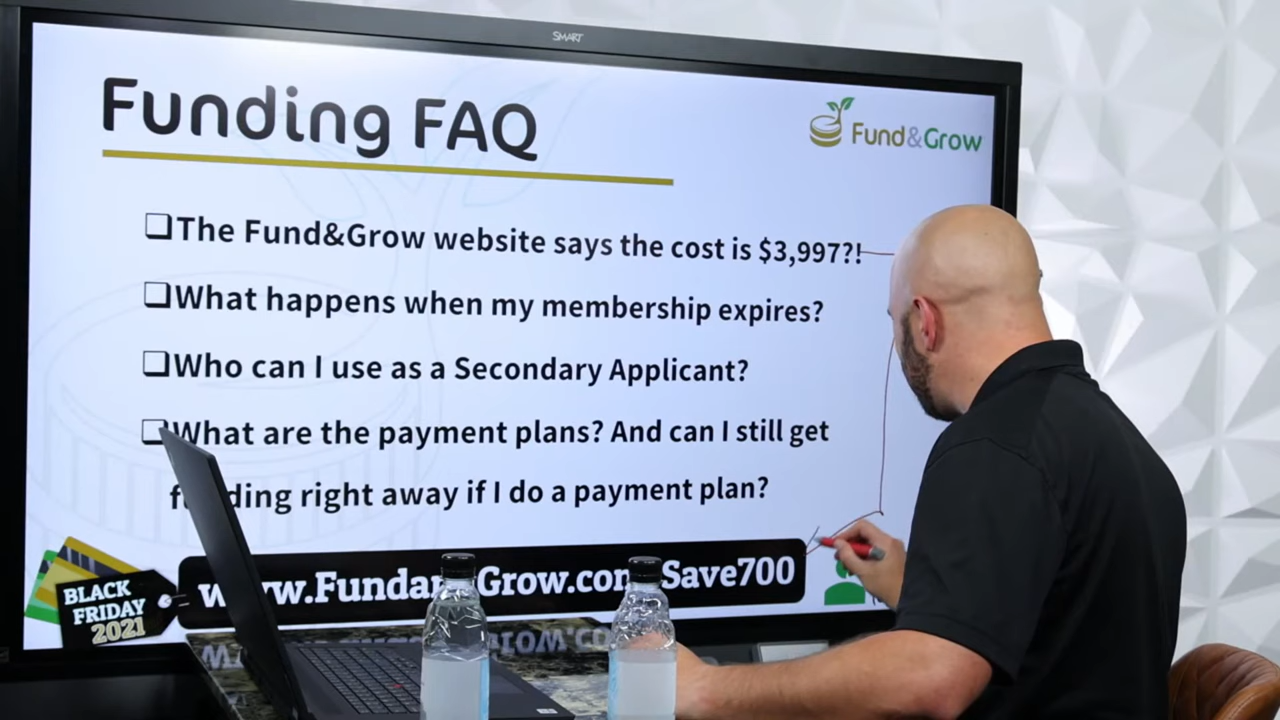 SMART
Funding FAQ
Fund&Grow
❑The Fund&Grow website says the cost is $3,997?!
❑What happens when my membership expires?
❑Who can I use as a Secondary Applicant?
❑What are the payment plans? And can I still get
ding right away if I do a payment plan?
BLACK
FRIDAY
2021
Save700